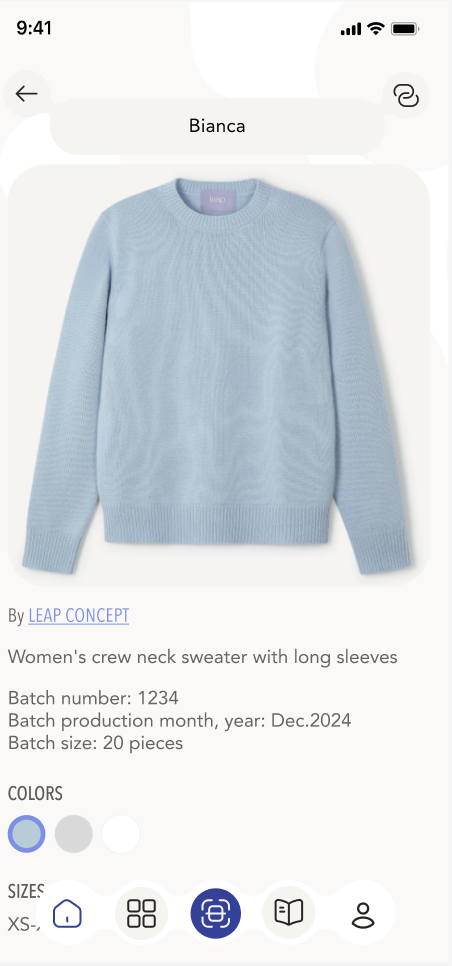 9:41
Bianca
By LEAP CONCEPT
Women's crew neck sweater with long sleeves
Batch number: 1234
Batch production month, year: Dec.2024
Batch size: 20 pieces
COLORS
SIZES
XS-